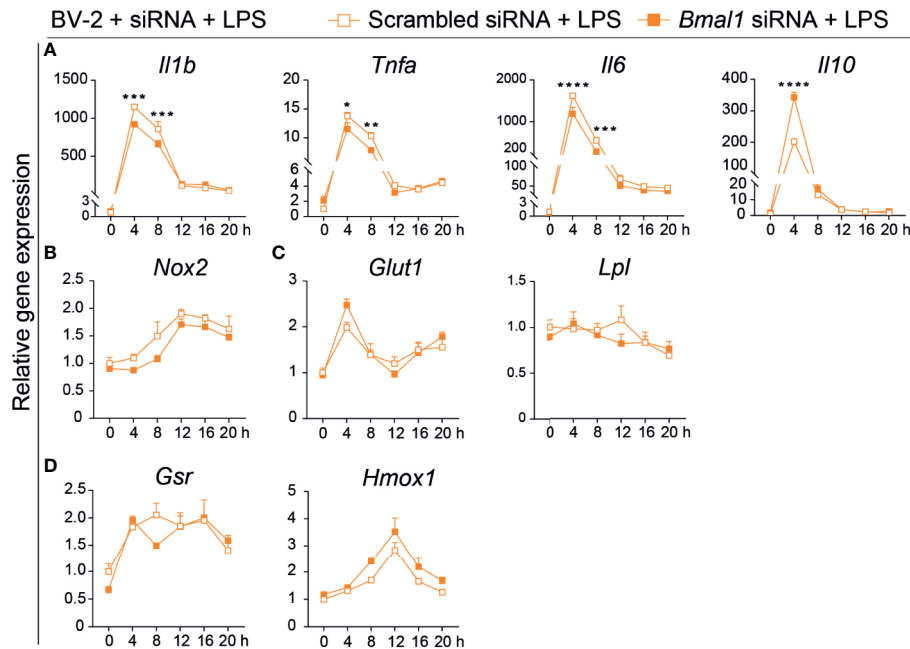 BV-2 + siRNA + LPS Scrambled siRNA + LPS Bmal1 siRNA + LPS
Relative gene expression
A
Il1b
1500
1000
500
3
0
*** ***
0 4 8 12 16 20 h
Tnfa
20
15
10
6
4
2
0
* **
0 4 8 12 16 20 h
Il6
2000
1000
200
100
50
3
0
**** ***
0 4 8 12 16 20 h
Il10
400
300
200
100
20
10
0
****
0 4 8 12 16 20 h
B
Nox2
2.5
2.0
1.5
1.0
0.5
0
0 4 8 12 16 20 h
C
Glut1
3
2
1
0
0 4 8 12 16 20 h
Lpl
1.5
1.0
0.5
0
0 4 8 12 16 20 h
D
Gsr
2.5
2.0
1.5
1.0
0.5
0
0 4 8 12 16 20 h
Hmox1
5
4
3
2
1
0
0 4 8 12 16 20 h